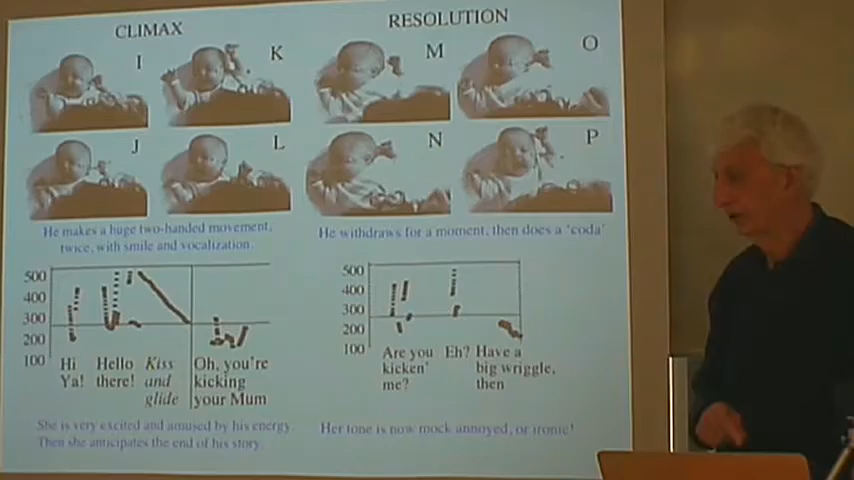 CLIMAX
I
K
J
L
He makes a huge two-handed movement,
twice, with smile and vocalization.
500
400
300
200
100
Hi
Ya!
Hello
there!
Kiss
and
glide
Oh, you're
kicking
your Mum
She is very excited and amused by his energy.
Then she anticipates the end of his story.
RESOLUTION
M
O
N
P
He withdraws for a moment, then does a 'coda'
500
400
300
200
100
Are you
kicken'
me?
Eh?
Have a
big wriggle,
then
Her tone is now mock annoyed, or ironic!